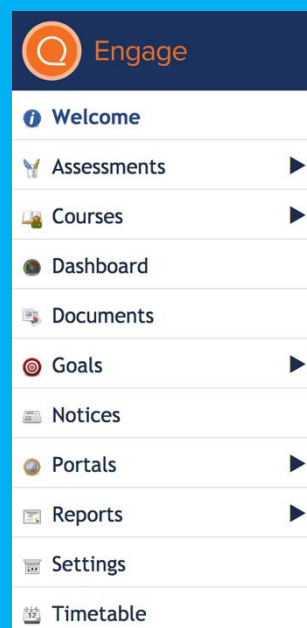 Engage
Welcome
Assessments
Courses
Dashboard
Documents
Goals
Notices
Portals
Reports
Settings
Timetable